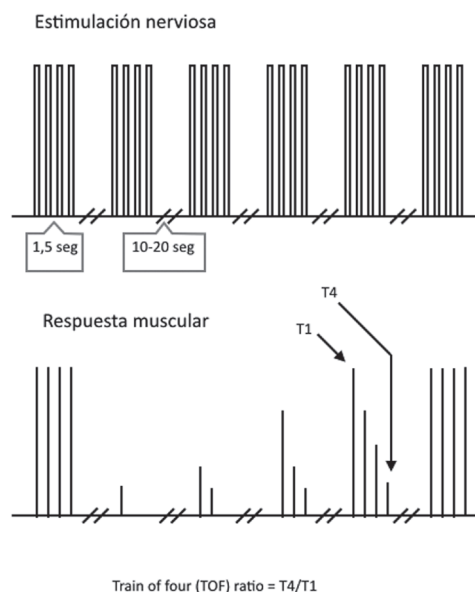 Estimulación nerviosa
1,5 seg
10-20 seg
T4
T1
Respuesta muscular
Train of four (TOF) ratio = T4/T1